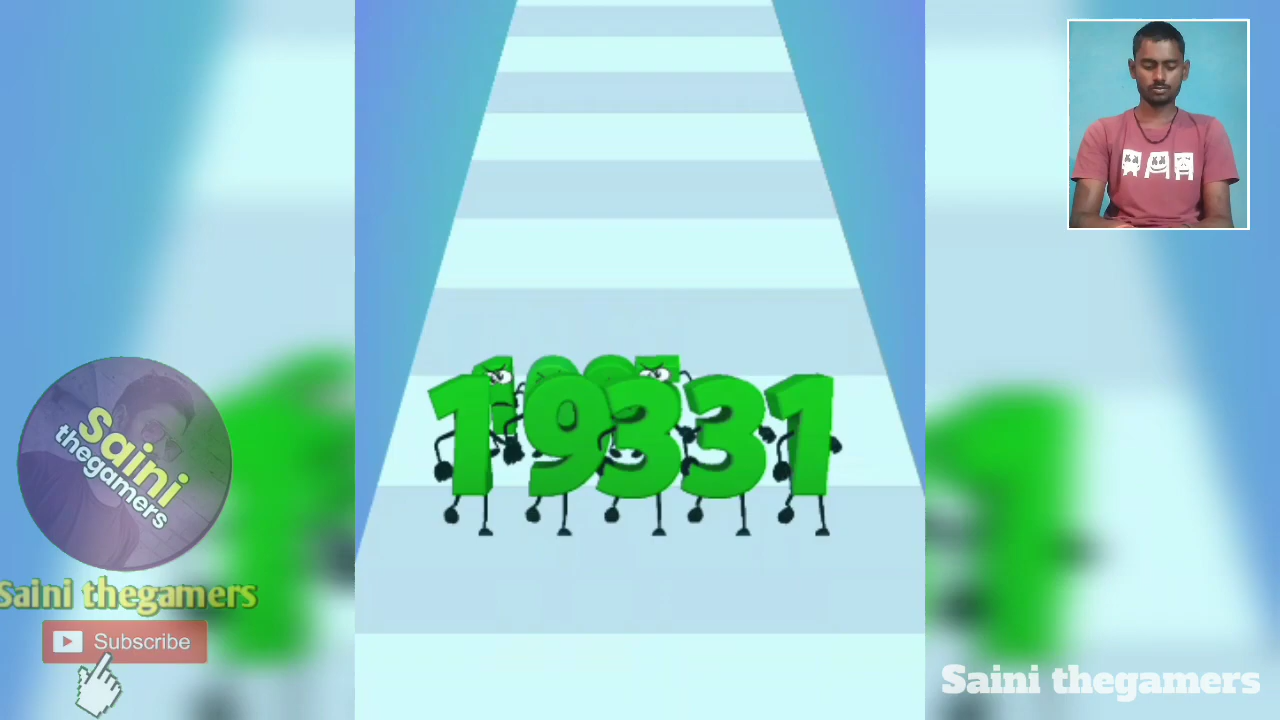 19331
Saini
thegamers
Saini thegamers
Subscribe
Saini thegamers